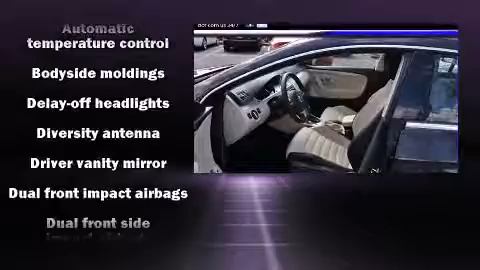 Automatic
temperature control
Bodyside moldings
Delay-off headlights
Diversity antenna
Driver vanity mirror
Dual front impact airbags
Dual front side